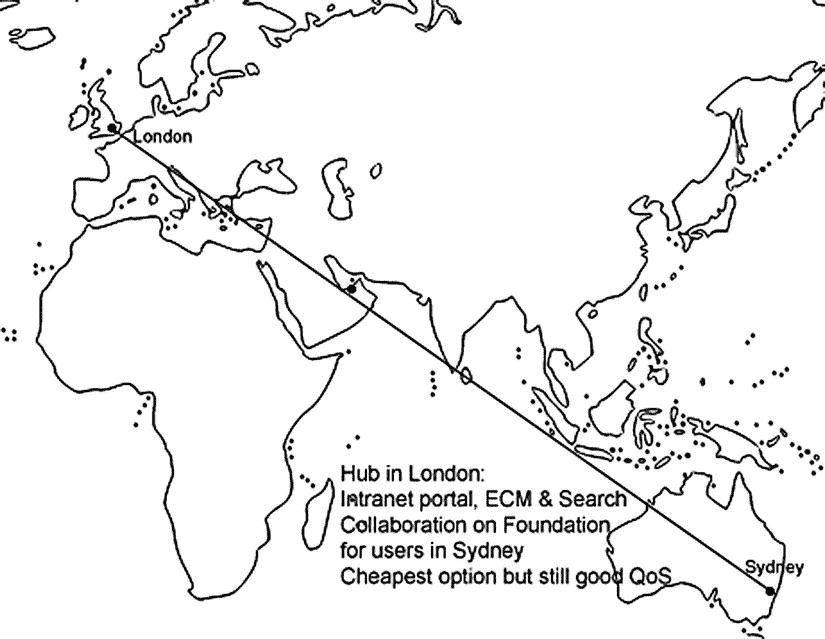 London
Hub in London:
Intranet portal, ECM & Search
Collaboration on Foundation
for users in Sydney
Cheapest option but still good QoS
Sydney